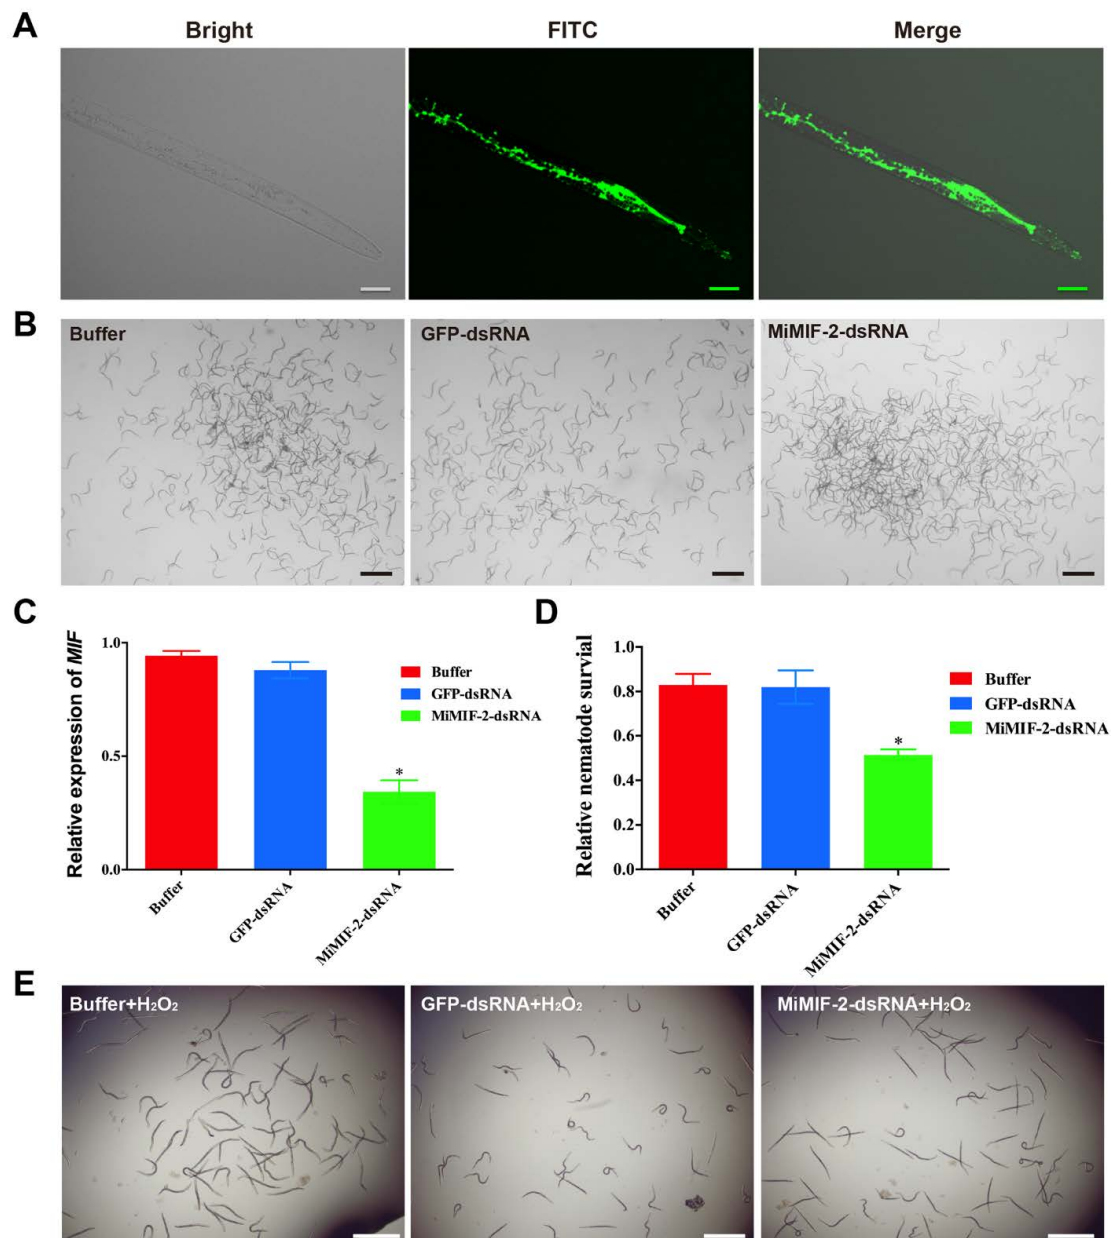 A
Bright
FITC
Merge
B
Buffer
GFP-dsRNA
MiMIF-2-dsRNA
C
Relative expression of MIF
1.0
0.5
0.0
*
Buffer
GFP-dsRNA
MiMIF-2-dsRNA
Buffer
GFP-dsRNA
MiMIF-2-dsRNA
D
Relative nematode survial
1.0
0.8
0.6
0.4
0.2
0.0
*
Buffer
GFP-dsRNA
MiMIF-2-dsRNA
Buffer
GFP-dsRNA
MiMIF-2-dsRNA
E
Buffer+H₂O₂
GFP-dsRNA+H₂O₂
MiMIF-2-dsRNA+H₂O₂